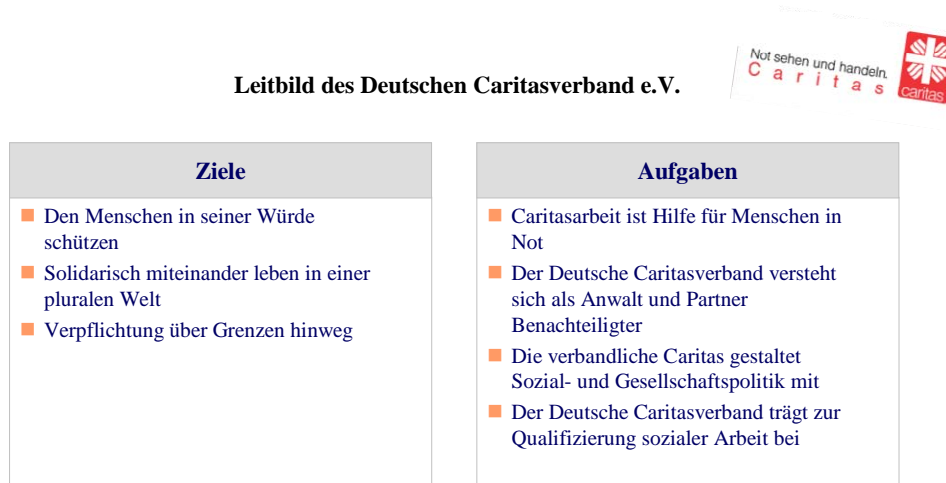 Not sehen und handeln.
Caritas
caritas
Leitbild des Deutschen Caritasverband e.V.
Ziele
Den Menschen in seiner Würde
schützen
Solidarisch miteinander leben in einer
pluralen Welt
Verpflichtung über Grenzen hinweg
Aufgaben
Caritasarbeit ist Hilfe für Menschen in
Not
Der Deutsche Caritasverband versteht
sich als Anwalt und Partner
Benachteiligter
Die verbandliche Caritas gestaltet
Sozial- und Gesellschaftspolitik mit
Der Deutsche Caritasverband trägt zur
Qualifizierung sozialer Arbeit bei